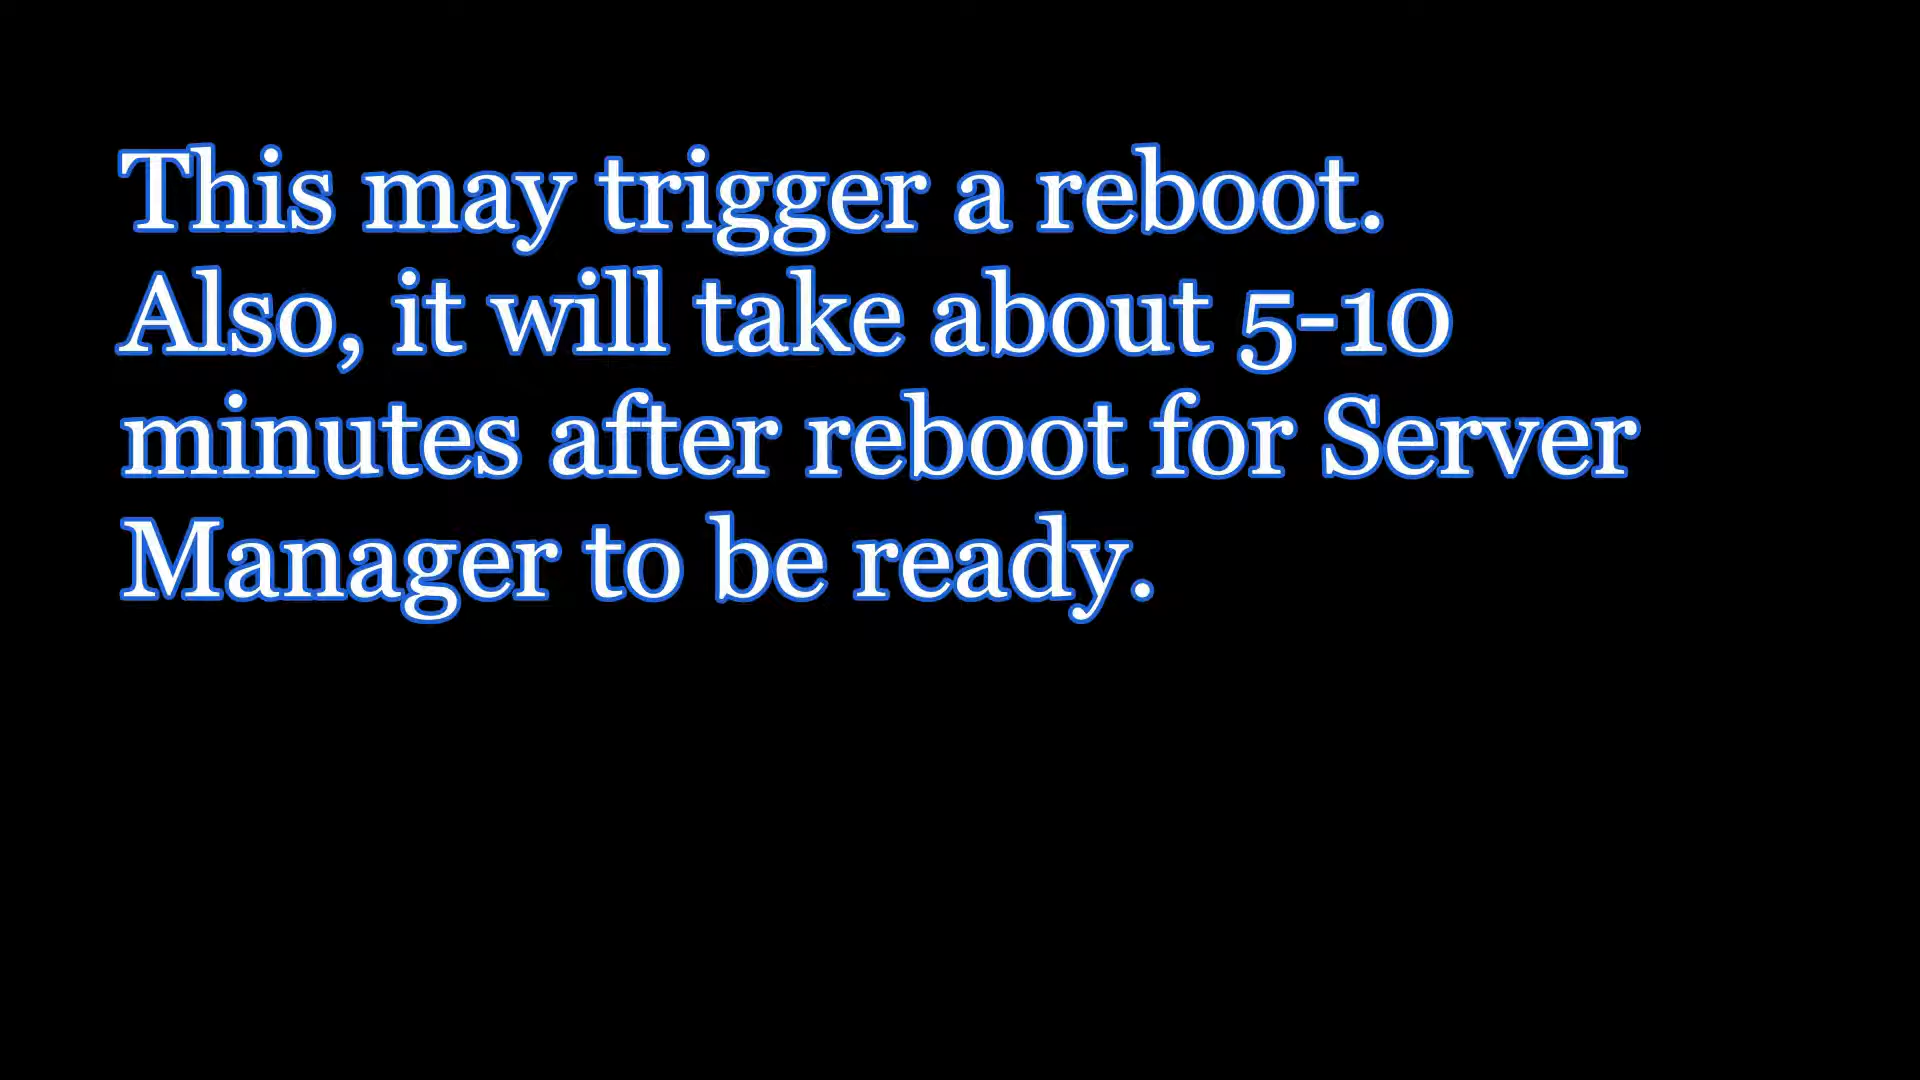 This may trigger a reboot.
Also, it will take about 5-10
minutes after reboot for Server
Manager to be ready.